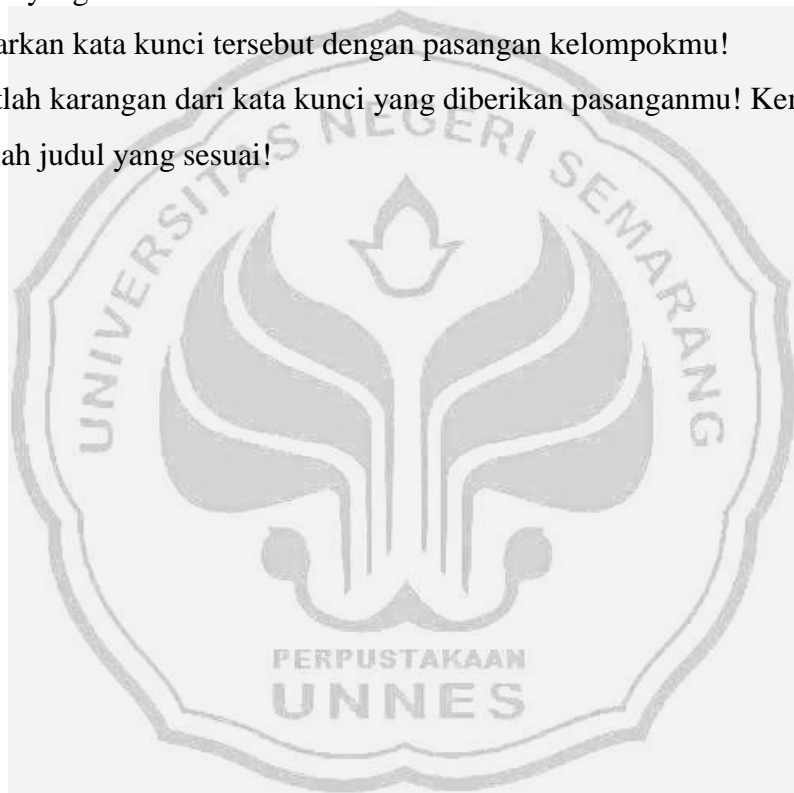 arkan kata kunci tersebut dengan pasangan kelompokmu!
tlah karangan dari kata kunci yang diberikan pasanganmu! Ker
ah judul yang sesuai!
UNIVERSITAS NEGERI SEMARANG
PERPUSTAKAAN
UNNES